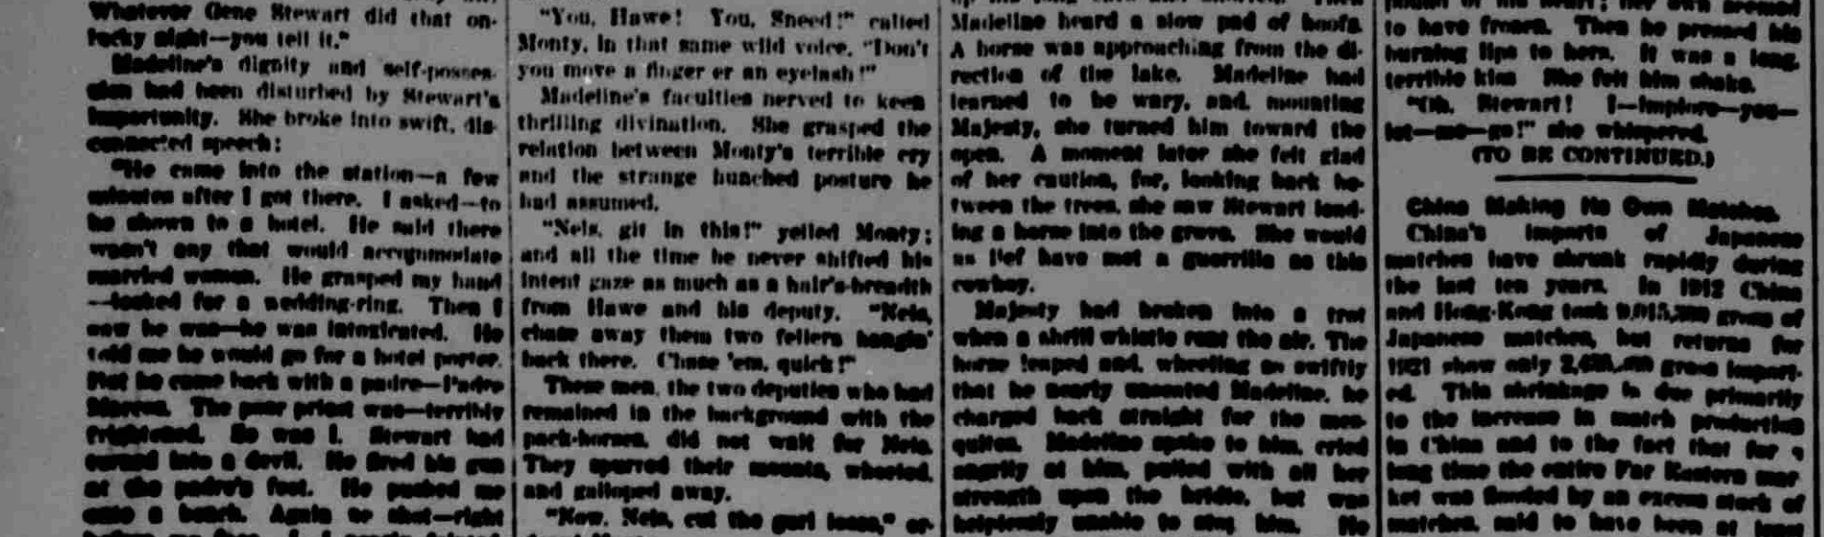 Whatever Gene Stewart did that on-
lucky night—you tell it."
Madeline's dignity and self-posses-
sion had been disturbed by Stewart's
importunity. She broke into swift, dis-
connected speech:
"He came into the station—a few
minutes after I got there. I asked—to
be shown to a hotel. He said there
wasn't any that would accommodate
married women. He grasped my hand
—looked for a wedding-ring. Then I
saw he was—he was intoxicated. He
told me he would go for a hotel porter.
But he came back with a padre—Padre
Marcos. The poor priest was—terribly
frightened. So was I. Stewart had
turned into a devil. He fired his gun
at the padre's feet. He pushed me
onto a bench. Again he shot—right
"You, Hawe! You, Sneed!" called
Monty, in that same wild voice. "Don't
you move a finger er an eyelash!"
Madeline's faculties nerved to keen
thrilling divination. She grasped the
relation between Monty's terrible cry
and the strange hunched posture he
had assumed.
"Nels, git in this!" yelled Monty;
and all the time he never shifted his
intent gaze as much as a hair's-breadth
from Hawe and his deputy. "Nels,
chase away them two fellers hangin'
back there. Chase 'em, quick!"
These men, the two deputies who had
remained in the background with the
pack-horses, did not wait for Nels.
They spurred their mounts, wheeled,
and galloped away.
"Now, Nels, cut the gurl loose," or-
Madeline heard a slow pad of hoofs.
A horse was approaching from the di-
rection of the lake. Madeline had
learned to be wary, and, mounting
Majesty, she turned him toward the
open. A moment later she felt glad
of her caution, for, looking back be-
tween the trees, she saw Stewart lead-
ing a horse into the grove. She would
as lief have met a guerrilla as this
cowboy.
Majesty had broken into a trot
when a shrill whistle rent the air. The
horse leaped and, wheeling so swiftly
that he nearly unseated Madeline, he
charged back straight for the mes-
quites. Madeline spoke to him, cried
angrily at him, pulled with all her
strength upon the bridle, but was
helplessly unable to stop him. He
to have frozen. Then he pressed his
burning lips to hers. It was a long,
terrible kiss. She felt him shake.
"Oh, Stewart! I—implore—you—
let—me—go!" she whispered.
(TO BE CONTINUED.)
China Making Its Own Matches.
China's imports of Japanese
matches have shrunk rapidly during
the last ten years. In 1912 China
and Hong-Kong took gross of
Japanese matches, but returns for
1921 show only gross import-
ed. This shrinkage is due primarily
to the increase in match production
in China and to the fact that for a
long time the entire Far Eastern mar-
ket was flooded by an excess stock of
matches, said to have been at least